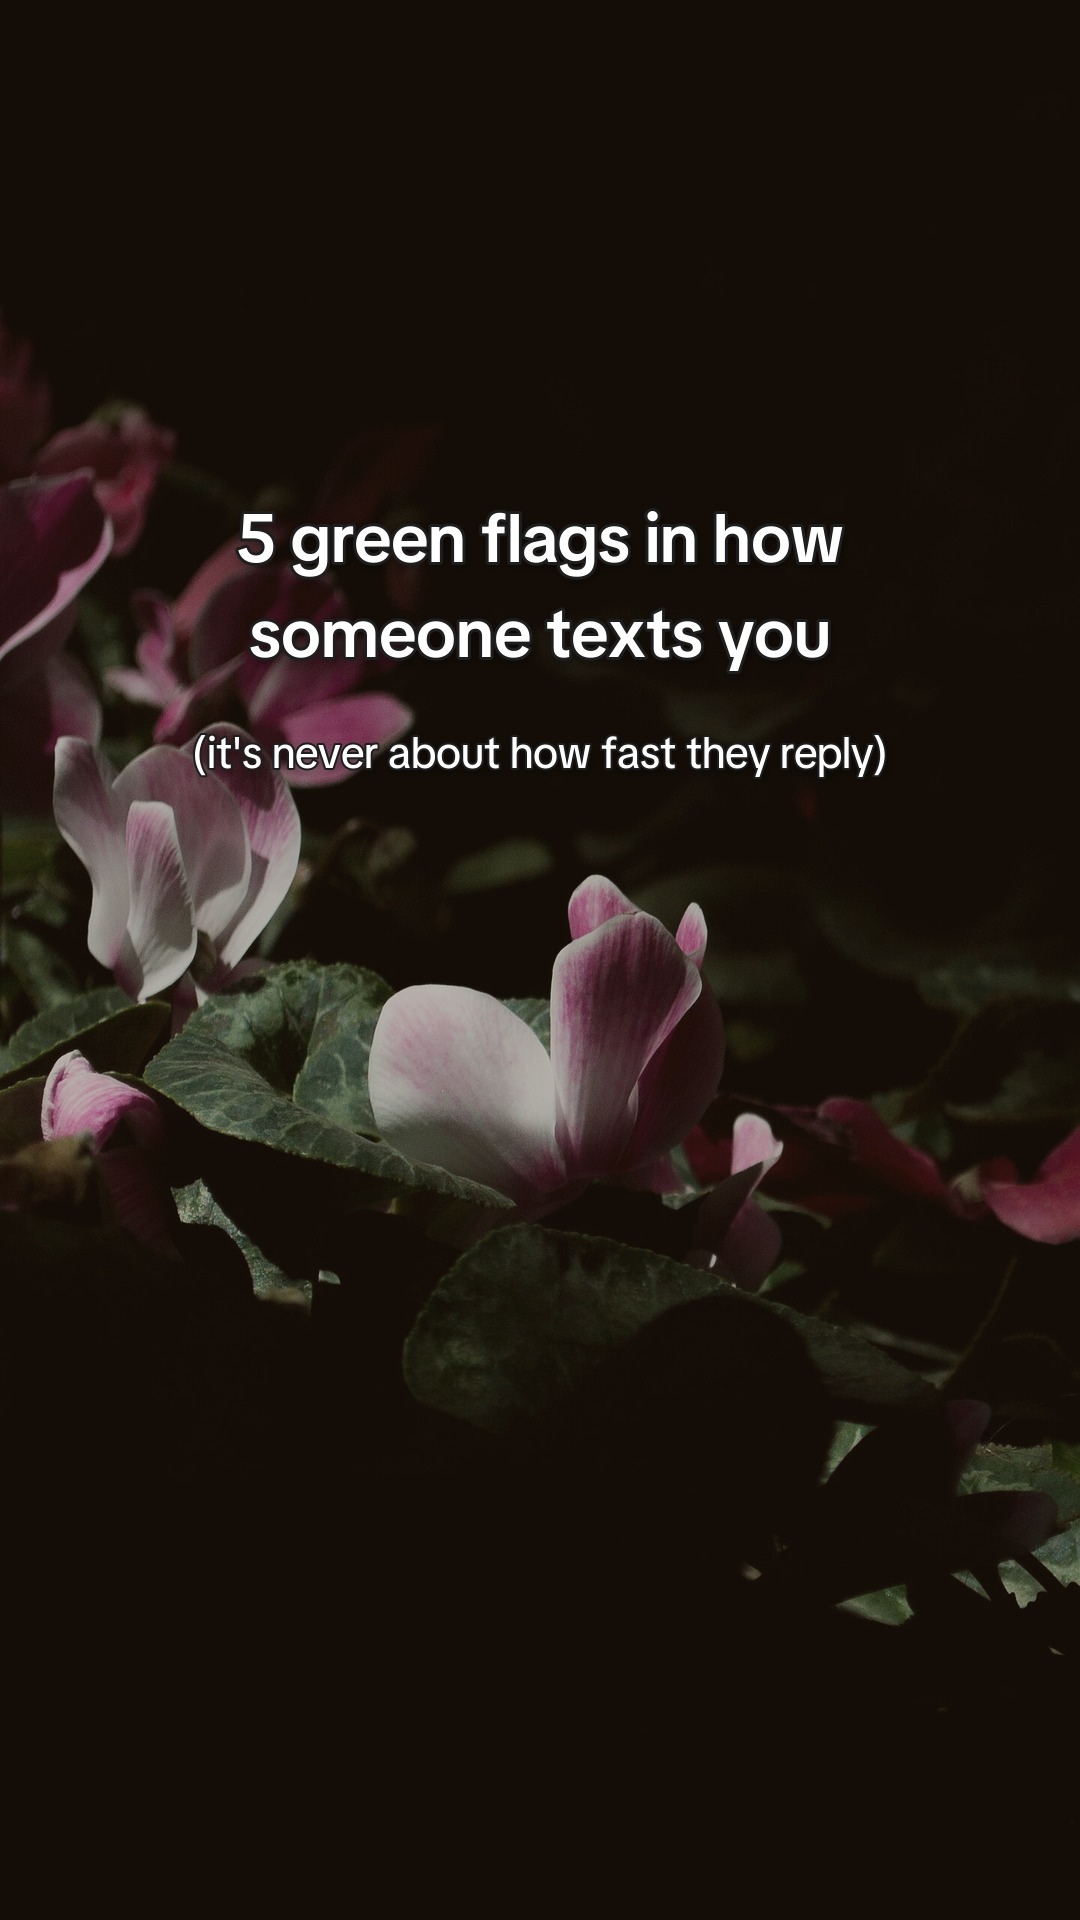 5 green flags in how
someone texts you
(it's never about how fast they reply)